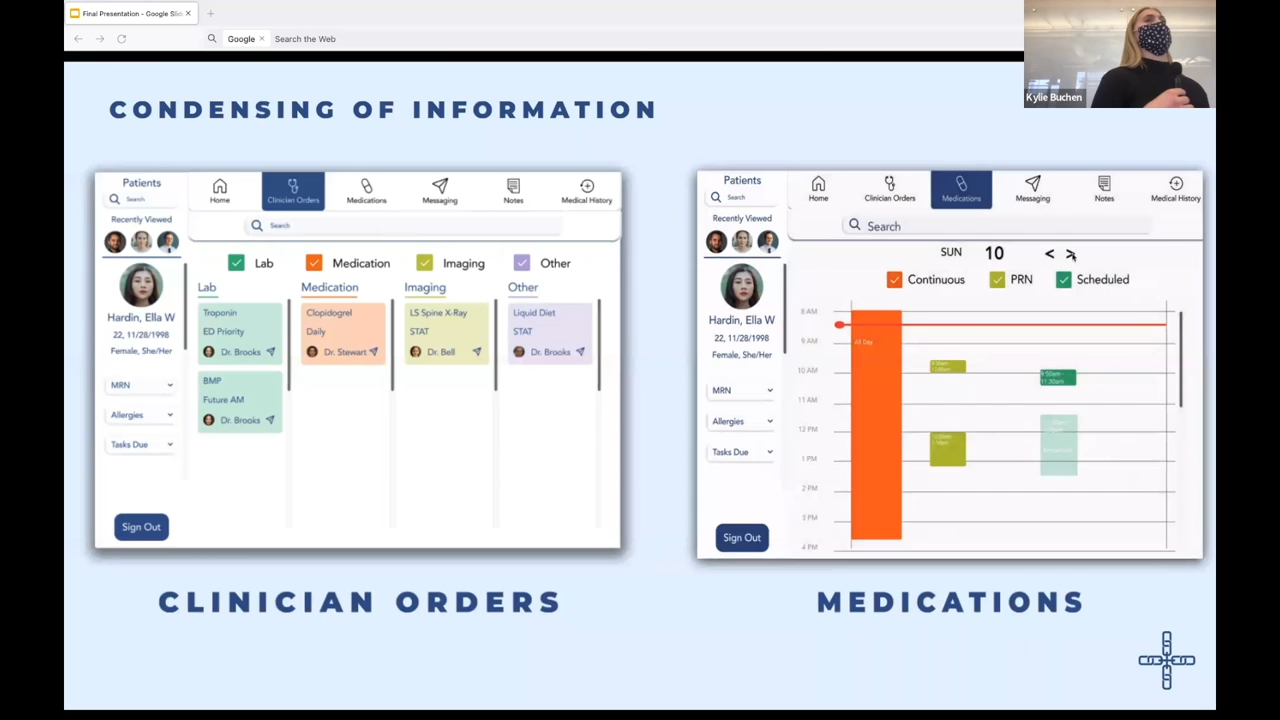 Final Presentation - Google Slid
Google
Search the Web
Kylie Buchen
CONDENSING OF INFORMATION
Patients
Search
Recently Viewed
Hardin, Ella W
22, 11/28/1998
Female, She/Her
MRN
Allergies
Tasks Due
Sign Out
Home
Clinician Orders
Medications
Messaging
Notes
Medical History
Search
Lab
Medication
Imaging
Other
Lab
Troponin
ED Priority
Dr. Brooks
BMP
Future AM
Dr. Brooks
Medication
Clopidogrel
Daily
Dr. Stewart
Imaging
LS Spine X-Ray
STAT
Dr. Bell
Other
Liquid Diet
STAT
Dr. Brooks
CLINICIAN ORDERS
Patients
Search
Recently Viewed
Hardin, Ella W
22, 11/28/1998
Female, She/Her
MRN
Allergies
Tasks Due
Sign Out
Home
Clinician Orders
Medications
Messaging
Notes
Medical History
Search
SUN 10 < >
Continuous
PRN
Scheduled
8 AM
9 AM
10 AM
11 AM
12 PM
1 PM
2 PM
3 PM
4 PM
All Day
11:30am
MEDICATIONS